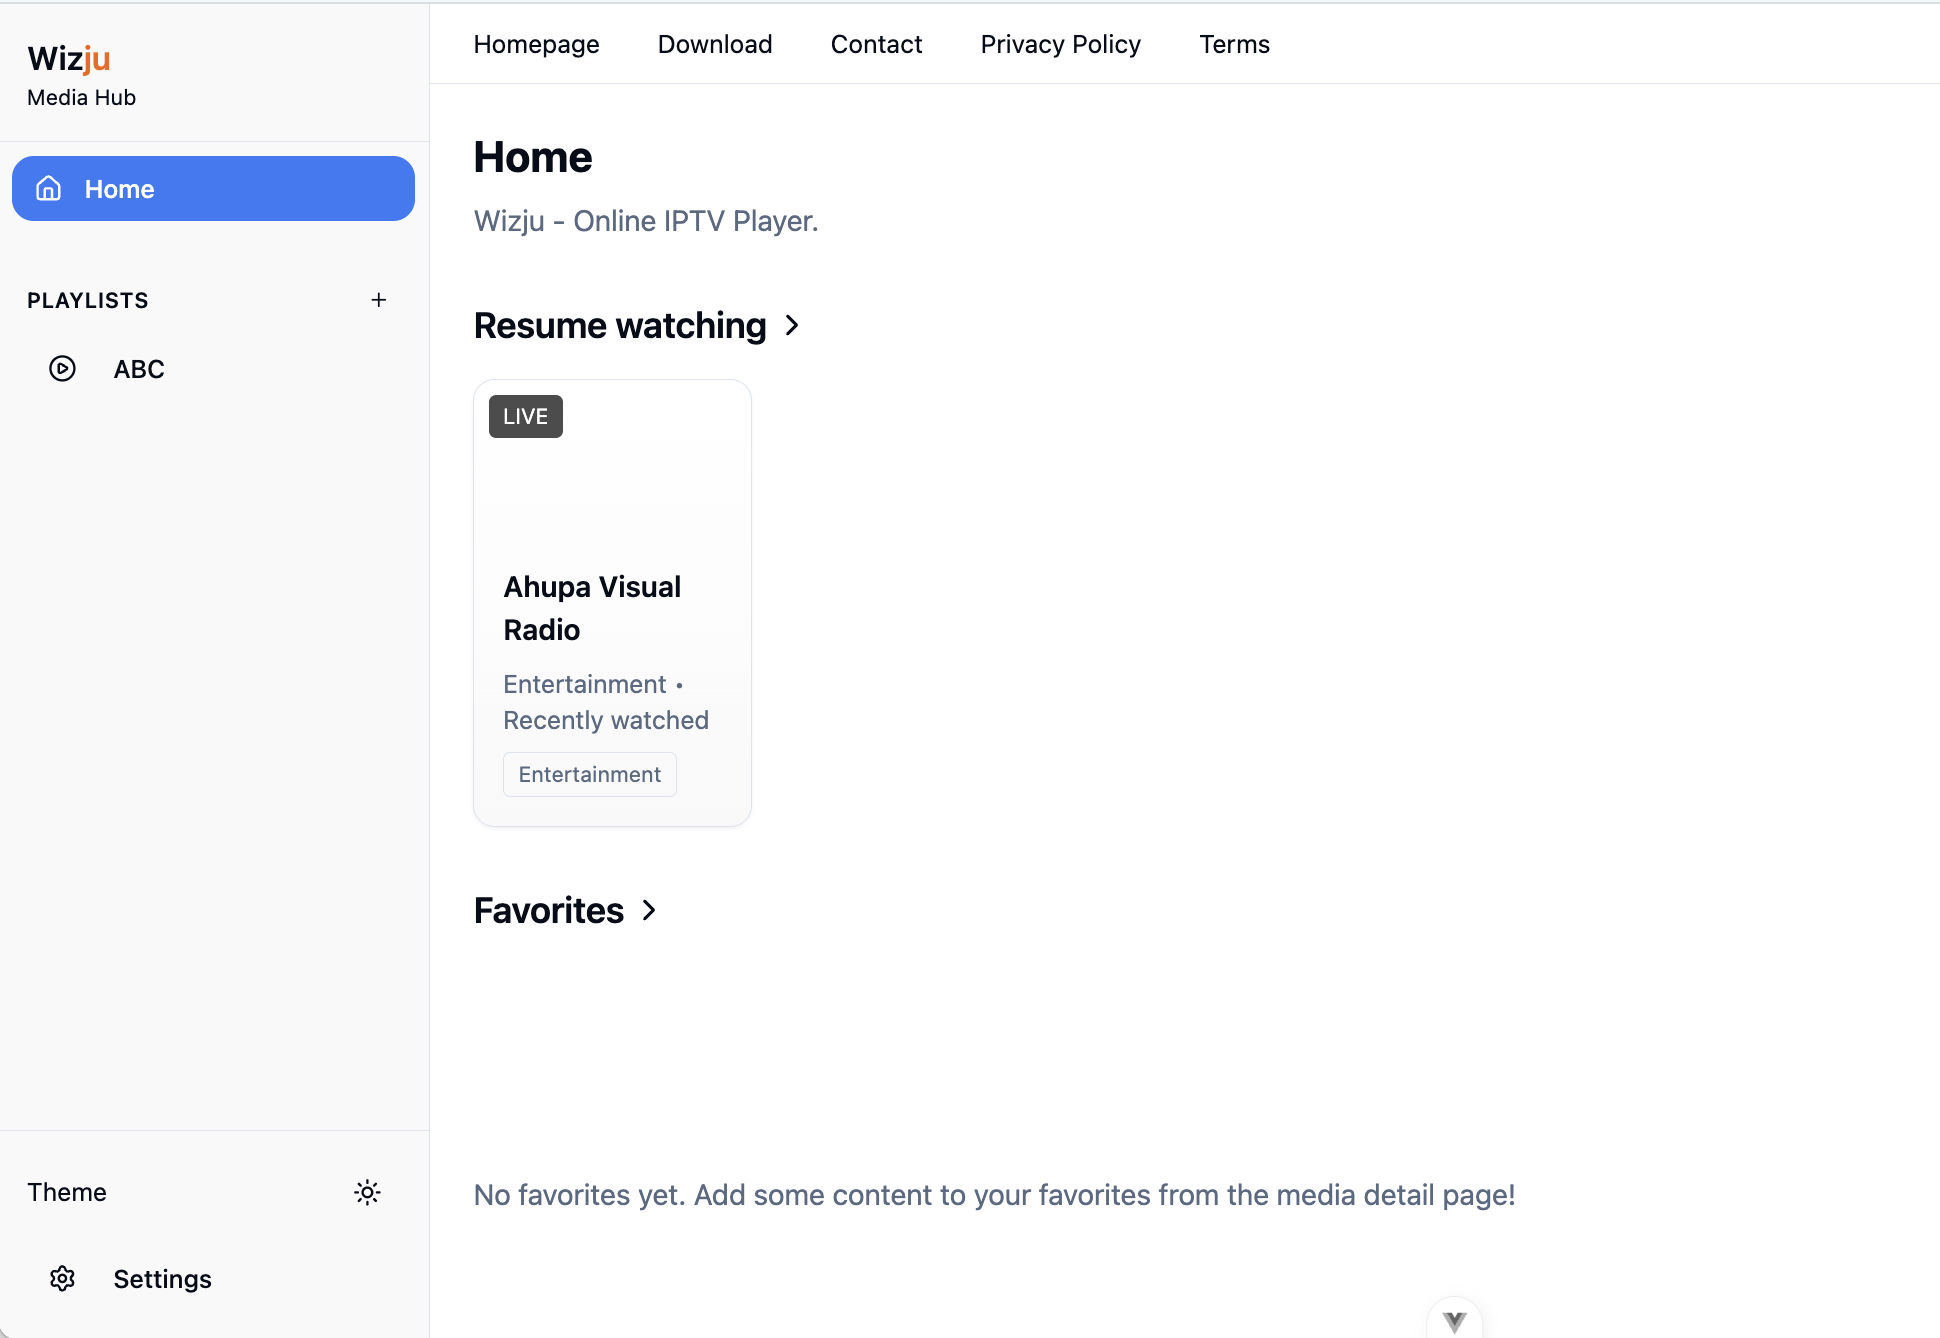 Wizju
Media Hub
Home
PLAYLISTS
ABC
Theme
Settings
Homepage Download Contact Privacy Policy Terms
Home
Wizju - Online IPTV Player.
Resume watching
LIVE
Ahupa Visual
Radio
Entertainment •
Recently watched
Entertainment
Favorites
No favorites yet. Add some content to your favorites from the media detail page!